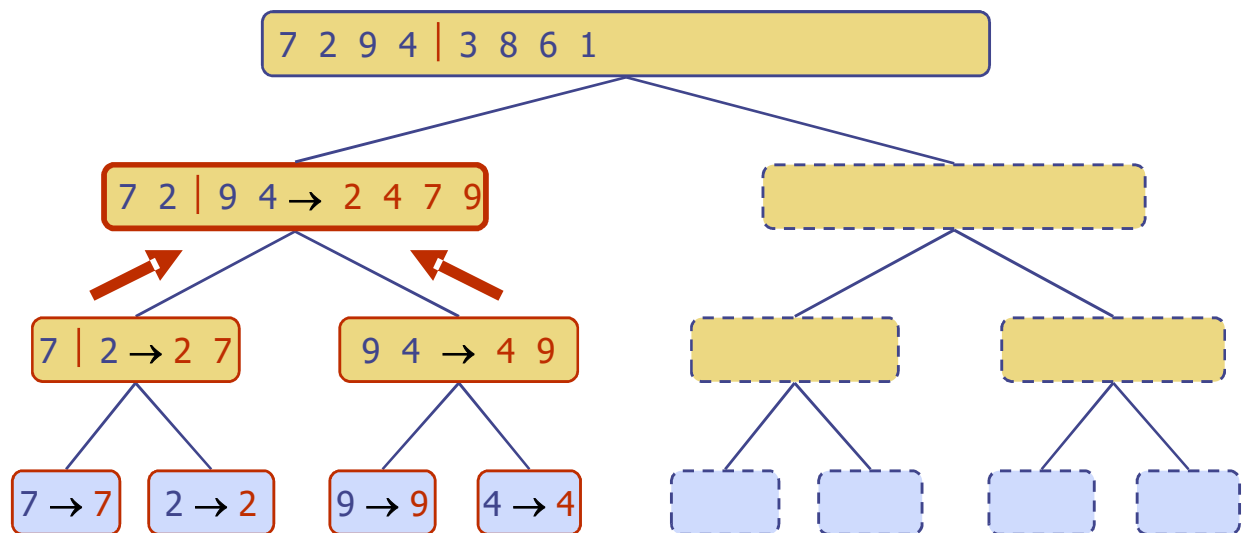 7 2 9 4 | 3 8 6 1
7 2 | 9 4 → 2 4 7 9
7 | 2 → 2 7
9 4 → 4 9
7 → 7
2 → 2
9 → 9
4 → 4